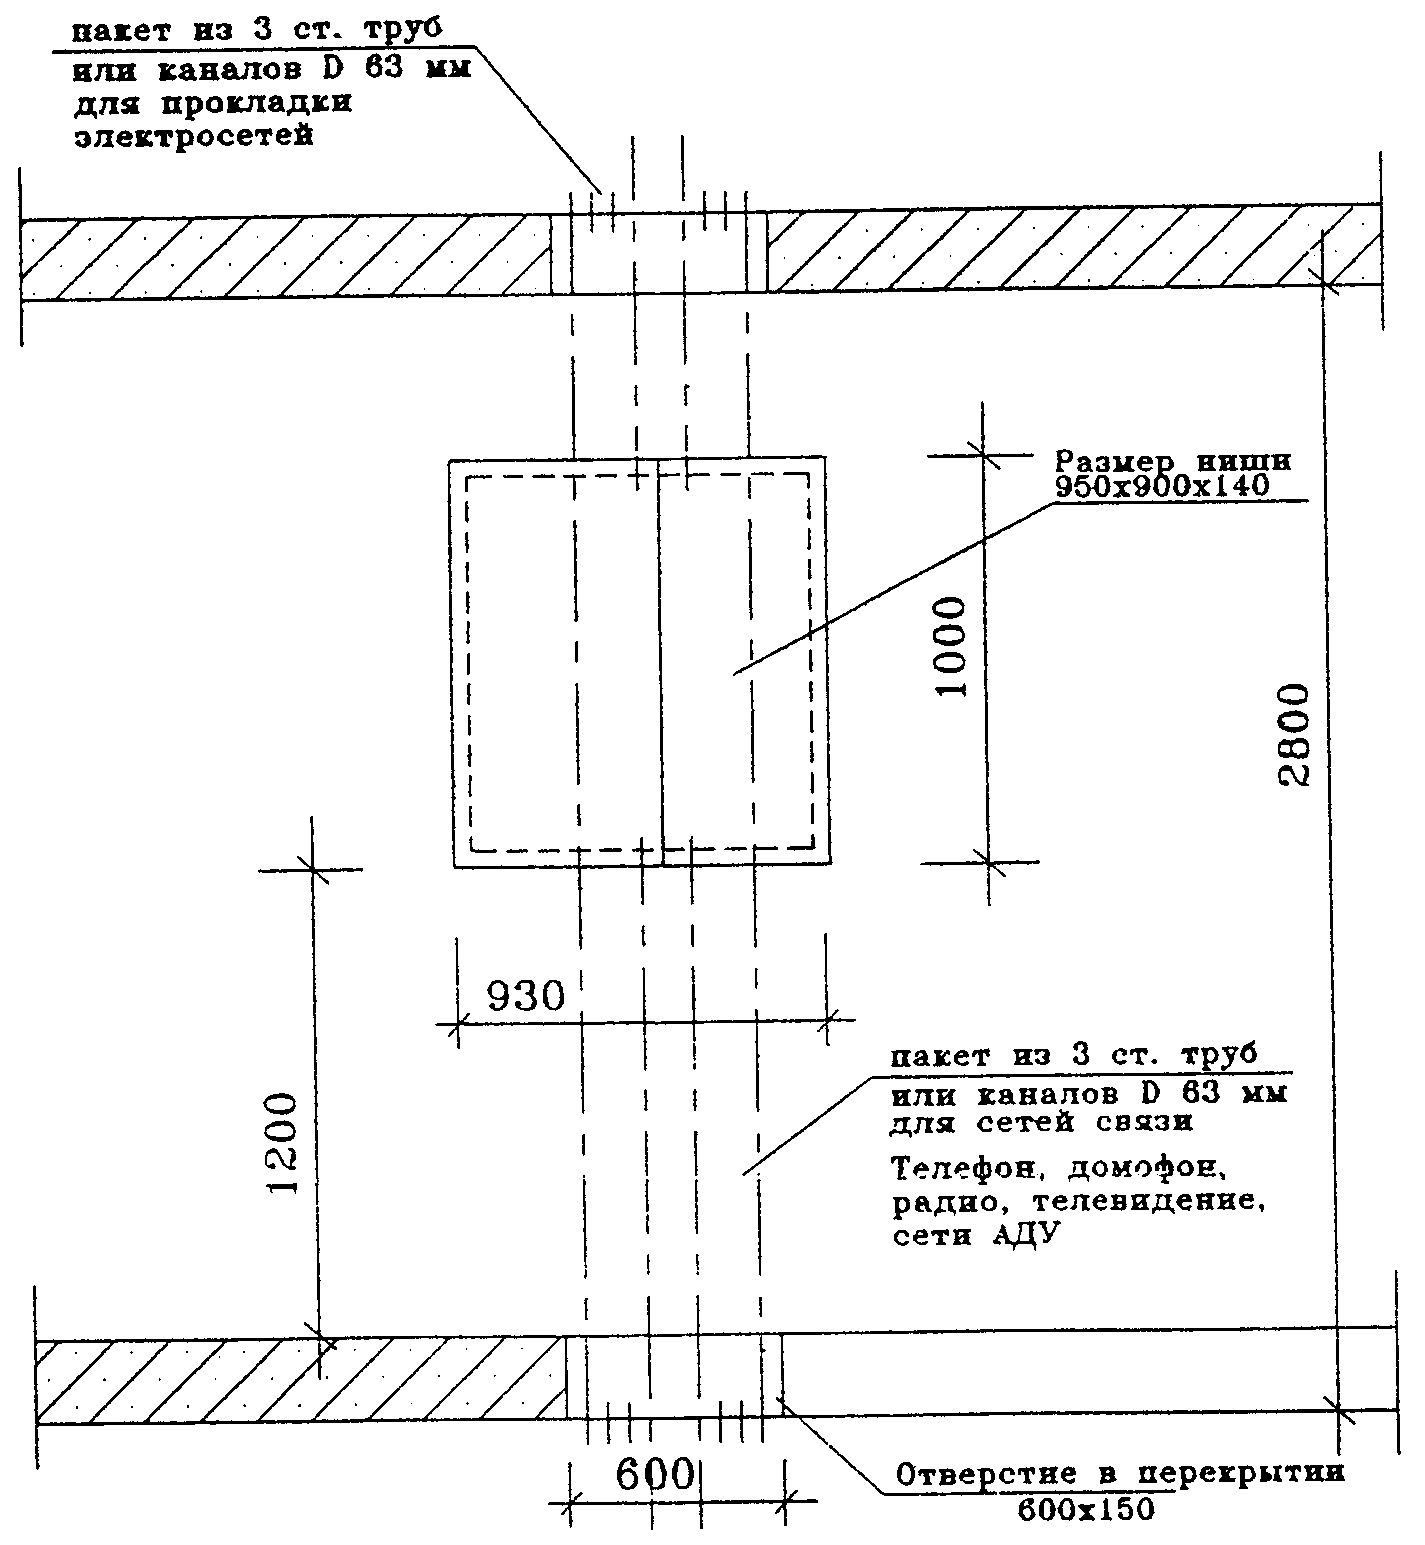 пакет из 3 ст. труб
или каналов D 63 мм
для прокладки
электросетей
Размер ниши
950х900х140
1000
2800
930
1200
пакет из 3 ст. труб
или каналов D 63 мм
для сетей связи
Телефон, домофон,
радио, телевидение,
сети АДУ
600
Отверстие в перекрытии
600х150